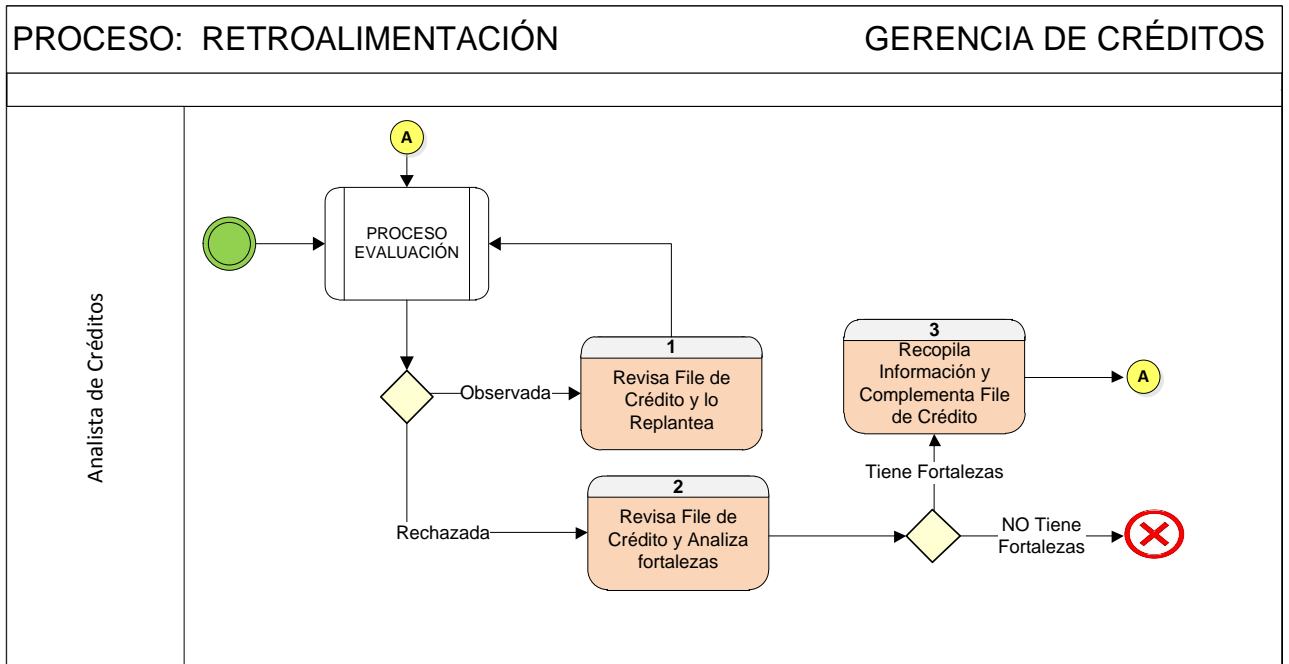 PROCESO: RETROALIMENTACIÓN
GERENCIA DE CRÉDITOS
Analista de Créditos
A
PROCESO
EVALUACIÓN
Observada
1
Revisa File de
Crédito y lo
Replantea
Rechazada
2
Revisa File de
Crédito y Analiza
fortalezas
3
Recopila
Información y
Complementa File
de Crédito
A
Tiene Fortalezas
NO Tiene
Fortalezas